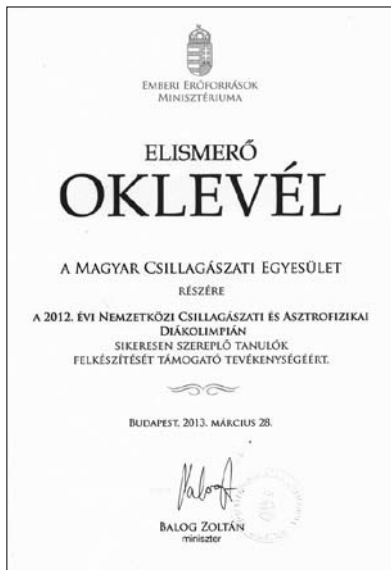 EMBERI ERŐFORRÁSOK
MINISZTÉRIUMA
ELISMERŐ
OKLEVÉL
A MAGYAR CSILLAGÁSZATI EGYESÜLET
RÉSZÉRE
A 2012. ÉVI NEMZETKÖZI CSILLAGÁSZATI ÉS ASZTROFIZIKAI
DIÁKOLIMPIÁN
SIKERESEN SZEREPLŐ TANULÓK
FELKÉSZÍTÉSÉT TÁMOGATÓ TEVÉKENYSÉGÉÉRT.
BUDAPEST, 2013. MÁRCIUS 28.
BALOG ZOLTÁN
miniszter